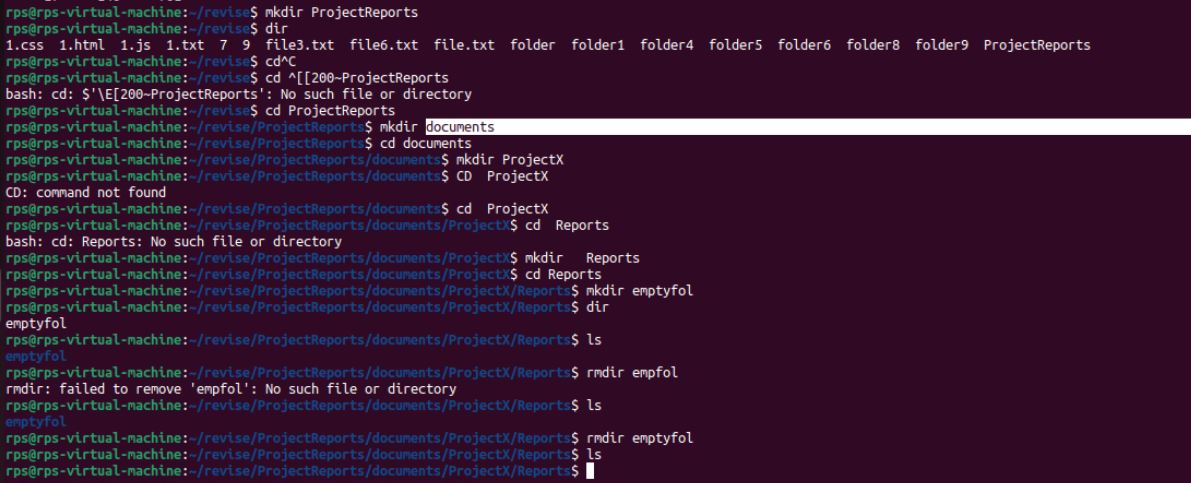 rps@rps-virtual-machine:~/revise$ mkdir ProjectReports
rps@rps-virtual-machine:~/revise$ dir
1.css  1.html  1.js  1.txt  7  9  file3.txt  file6.txt  file.txt  folder  folder1  folder4  folder5  folder6  folder8  folder9  ProjectReports
rps@rps-virtual-machine:~/revise$ cd^C
rps@rps-virtual-machine:~/revise$ cd ^[[200~ProjectReports
bash: cd: $'\E[200~ProjectReports': No such file or directory
rps@rps-virtual-machine:~/revise$ cd ProjectReports
rps@rps-virtual-machine:~/revise/ProjectReports$ mkdir documents
rps@rps-virtual-machine:~/revise/ProjectReports$ cd documents
rps@rps-virtual-machine:~/revise/ProjectReports/documents$ mkdir ProjectX
rps@rps-virtual-machine:~/revise/ProjectReports/documents$ CD  ProjectX
CD: command not found
rps@rps-virtual-machine:~/revise/ProjectReports/documents$ cd  ProjectX
rps@rps-virtual-machine:~/revise/ProjectReports/documents/ProjectX$ cd  Reports
bash: cd: Reports: No such file or directory
rps@rps-virtual-machine:~/revise/ProjectReports/documents/ProjectX$ mkdir   Reports
rps@rps-virtual-machine:~/revise/ProjectReports/documents/ProjectX$ cd Reports
rps@rps-virtual-machine:~/revise/ProjectReports/documents/ProjectX/Reports$ mkdir emptyfol
rps@rps-virtual-machine:~/revise/ProjectReports/documents/ProjectX/Reports$ dir
emptyfol
rps@rps-virtual-machine:~/revise/ProjectReports/documents/ProjectX/Reports$ ls
emptyfol
rps@rps-virtual-machine:~/revise/ProjectReports/documents/ProjectX/Reports$ rmdir empfol
rmdir: failed to remove 'empfol': No such file or directory
rps@rps-virtual-machine:~/revise/ProjectReports/documents/ProjectX/Reports$ ls
emptyfol
rps@rps-virtual-machine:~/revise/ProjectReports/documents/ProjectX/Reports$ rmdir emptyfol
rps@rps-virtual-machine:~/revise/ProjectReports/documents/ProjectX/Reports$ ls
rps@rps-virtual-machine:~/revise/ProjectReports/documents/ProjectX/Reports$